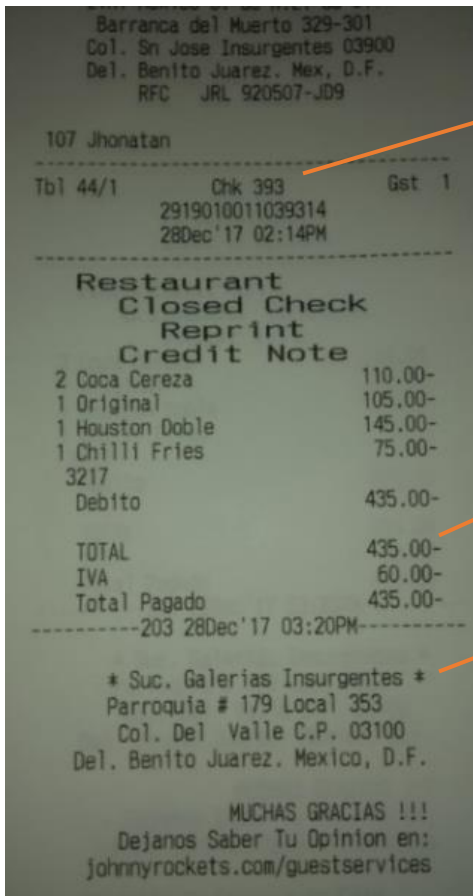 Barranca del Muerto 329-301
Col. Sn Jose Insurgentes 03900
Del. Benito Juarez. Mex, D.F.
RFC JRL 920507-JD9
107 Jhonatan
Tbl 44/1 Chk 393 Gst 1
2919010011039314
28Dec'17 02:14PM
Restaurant
Closed Check
Reprint
Credit Note
2 Coca Cereza 110.00-
1 Original 105.00-
1 Houston Doble 145.00-
1 Chilli Fries 75.00-
3217
Debito 435.00-
TOTAL 435.00-
IVA 60.00-
Total Pagado 435.00-
----------203 28Dec'17 03:20PM----------
* Suc. Galerias Insurgentes *
Parroquia # 179 Local 353
Col. Del Valle C.P. 03100
Del. Benito Juarez. Mexico, D.F.
MUCHAS GRACIAS !!!
Dejanos Saber Tu Opinion en:
johnnyrockets.com/guestservices